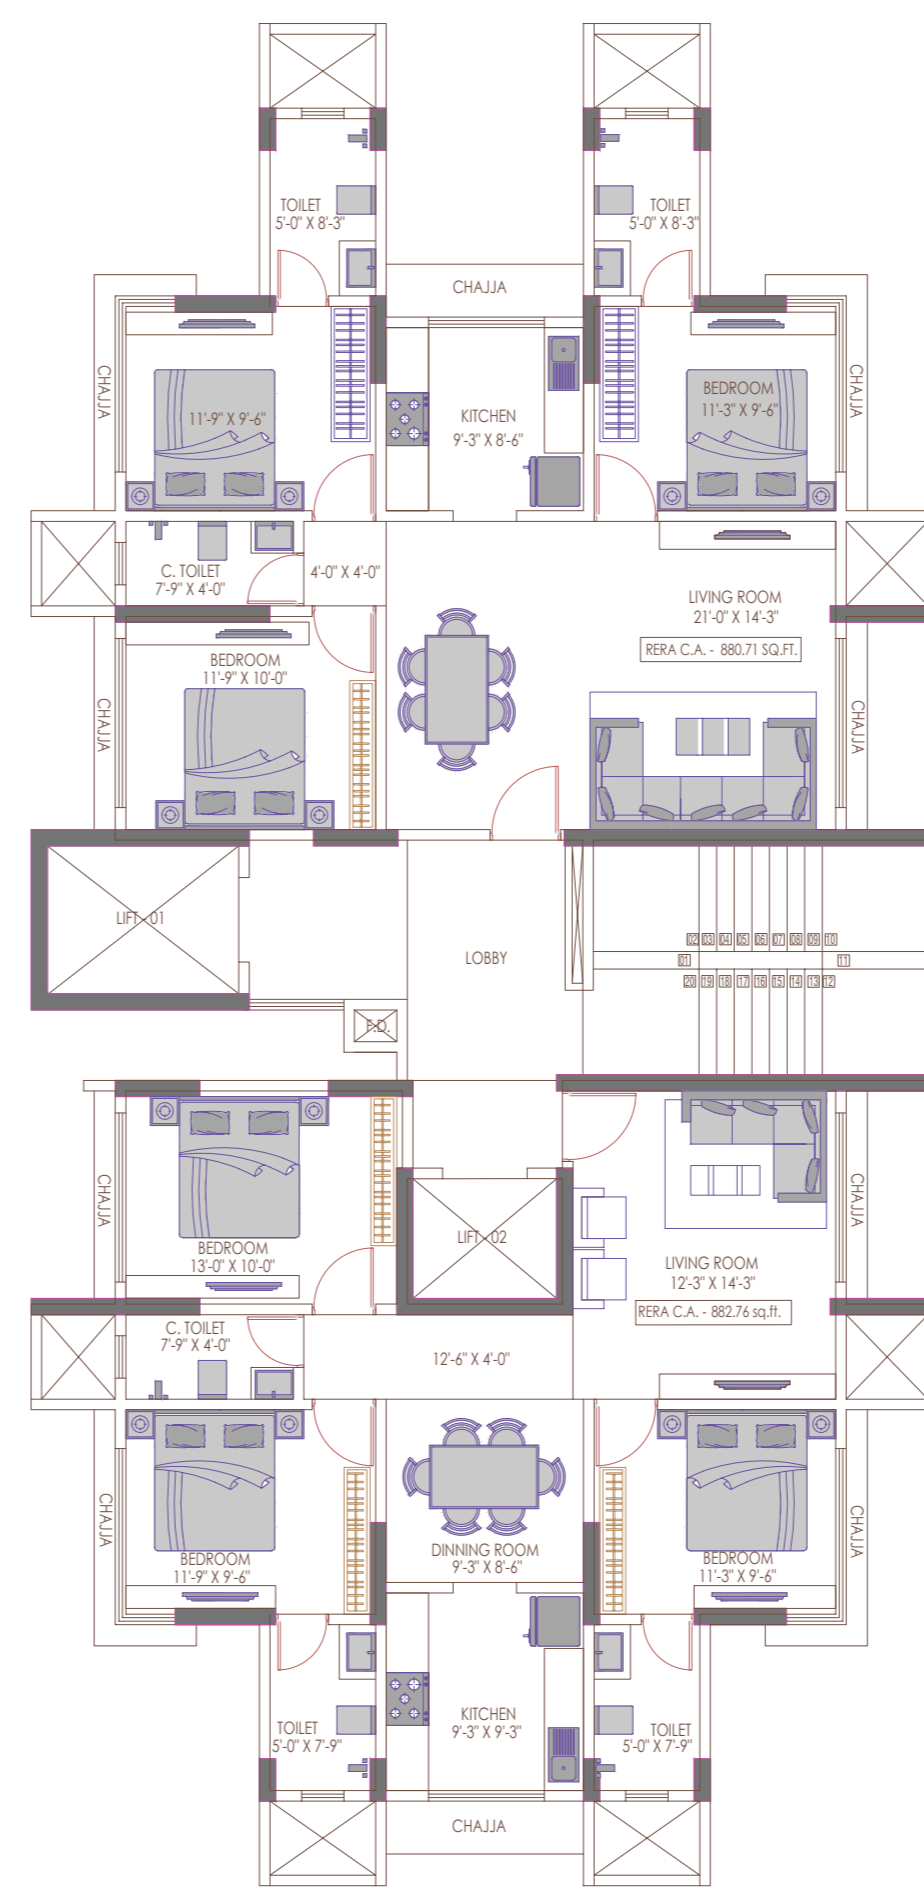 TOILET
5'-0" X 8'-3"
TOILET
5'-0" X 8'-3"
CHAJJA
CHAJJA
11'-9" X 9'-6"
KITCHEN
9'-3" X 8'-6"
BEDROOM
11'-3" X 9'-6"
CHAJJA
C. TOILET
7'-9" X 4'-0"
4'-0" X 4'-0"
LIVING ROOM
21'-0" X 14'-3"
RERA C.A. - 880.71 SQ.FT.
BEDROOM
11'-9" X 10'-0"
CHAJJA
CHAJJA
LIFT - 01
LOBBY
02 03 04 05 06 07 08 09 10
01 11
20 19 18 17 16 15 14 13 12
F.D.
CHAJJA
BEDROOM
13'-0" X 10'-0"
LIFT - 02
CHAJJA
LIVING ROOM
12'-3" X 14'-3"
RERA C.A. - 882.76 sq.ft.
C. TOILET
7'-9" X 4'-0"
12'-6" X 4'-0"
CHAJJA
BEDROOM
11'-9" X 9'-6"
DINNING ROOM
9'-3" X 8'-6"
BEDROOM
11'-3" X 9'-6"
CHAJJA
TOILET
5'-0" X 7'-9"
KITCHEN
9'-3" X 9'-3"
TOILET
5'-0" X 7'-9"
CHAJJA